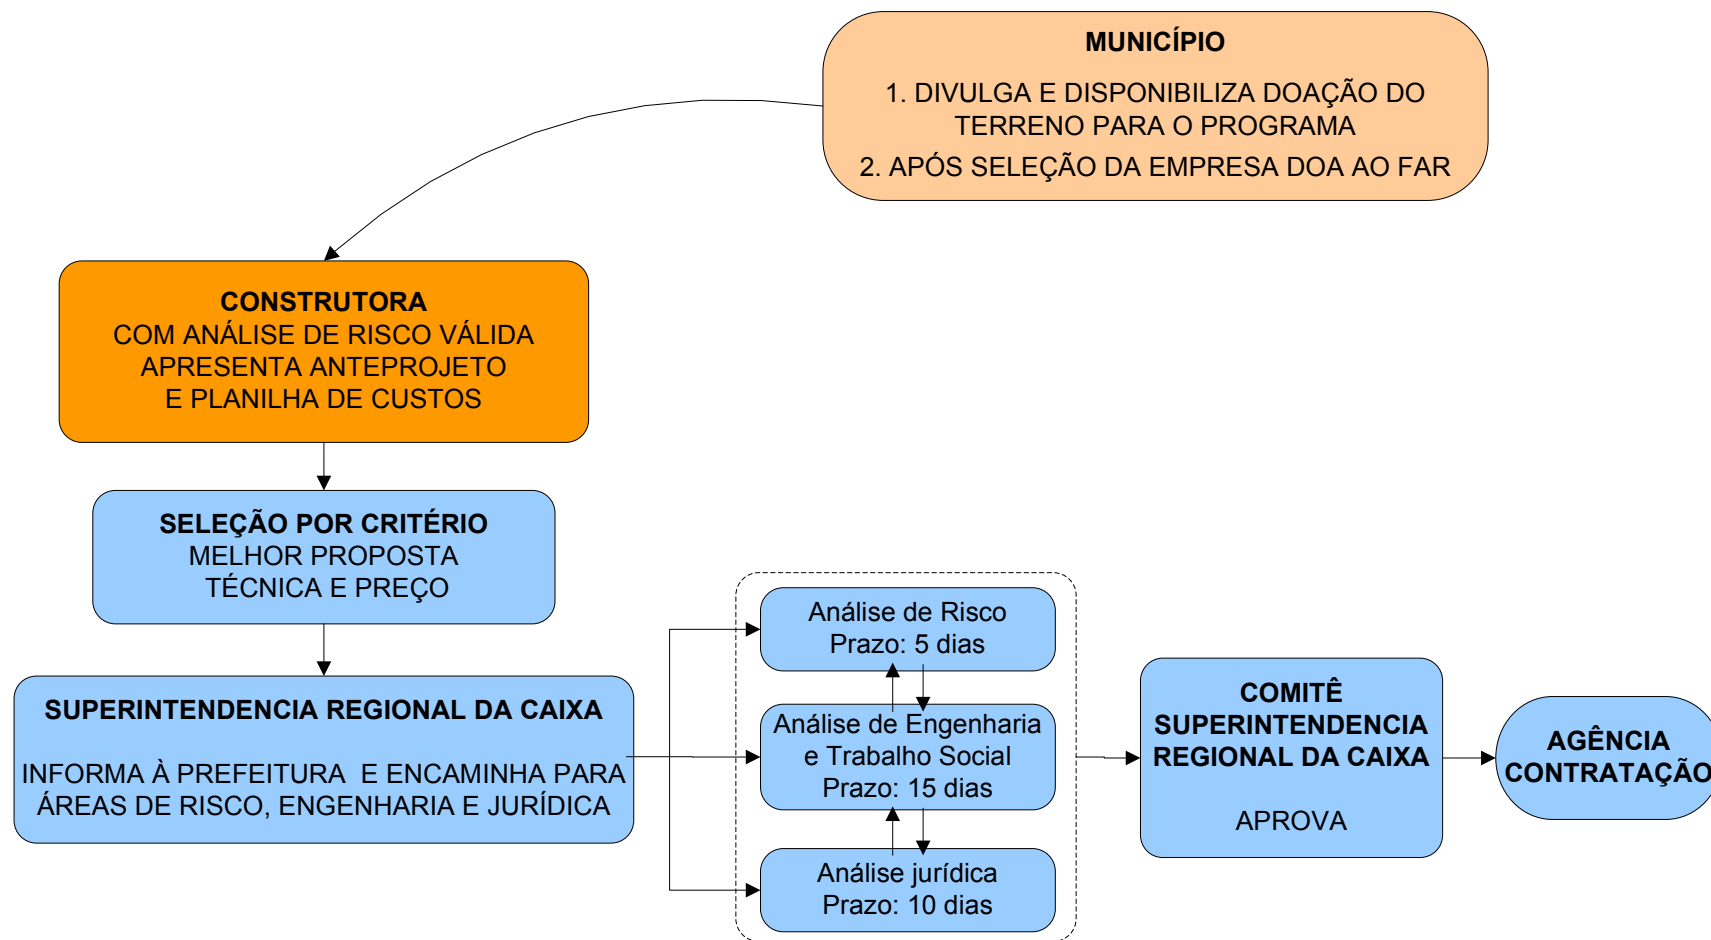 MUNICÍPIO
1. DIVULGA E DISPONIBILIZA DOAÇÃO DO
TERRENO PARA O PROGRAMA
2. APÓS SELEÇÃO DA EMPRESA DOA AO FAR
CONSTRUTORA
COM ANÁLISE DE RISCO VÁLIDA
APRESENTA ANTEPROJETO
E PLANILHA DE CUSTOS
SELEÇÃO POR CRITÉRIO
MELHOR PROPOSTA
TÉCNICA E PREÇO
SUPERINTENDENCIA REGIONAL DA CAIXA
INFORMA À PREFEITURA E ENCAMINHA PARA
ÁREAS DE RISCO, ENGENHARIA E JURÍDICA
Análise de Risco
Prazo: 5 dias
Análise de Engenharia
e Trabalho Social
Prazo: 15 dias
Análise jurídica
Prazo: 10 dias
COMITÊ
SUPERINTENDENCIA
REGIONAL DA CAIXA
APROVA
AGÊNCIA
CONTRATAÇÃO